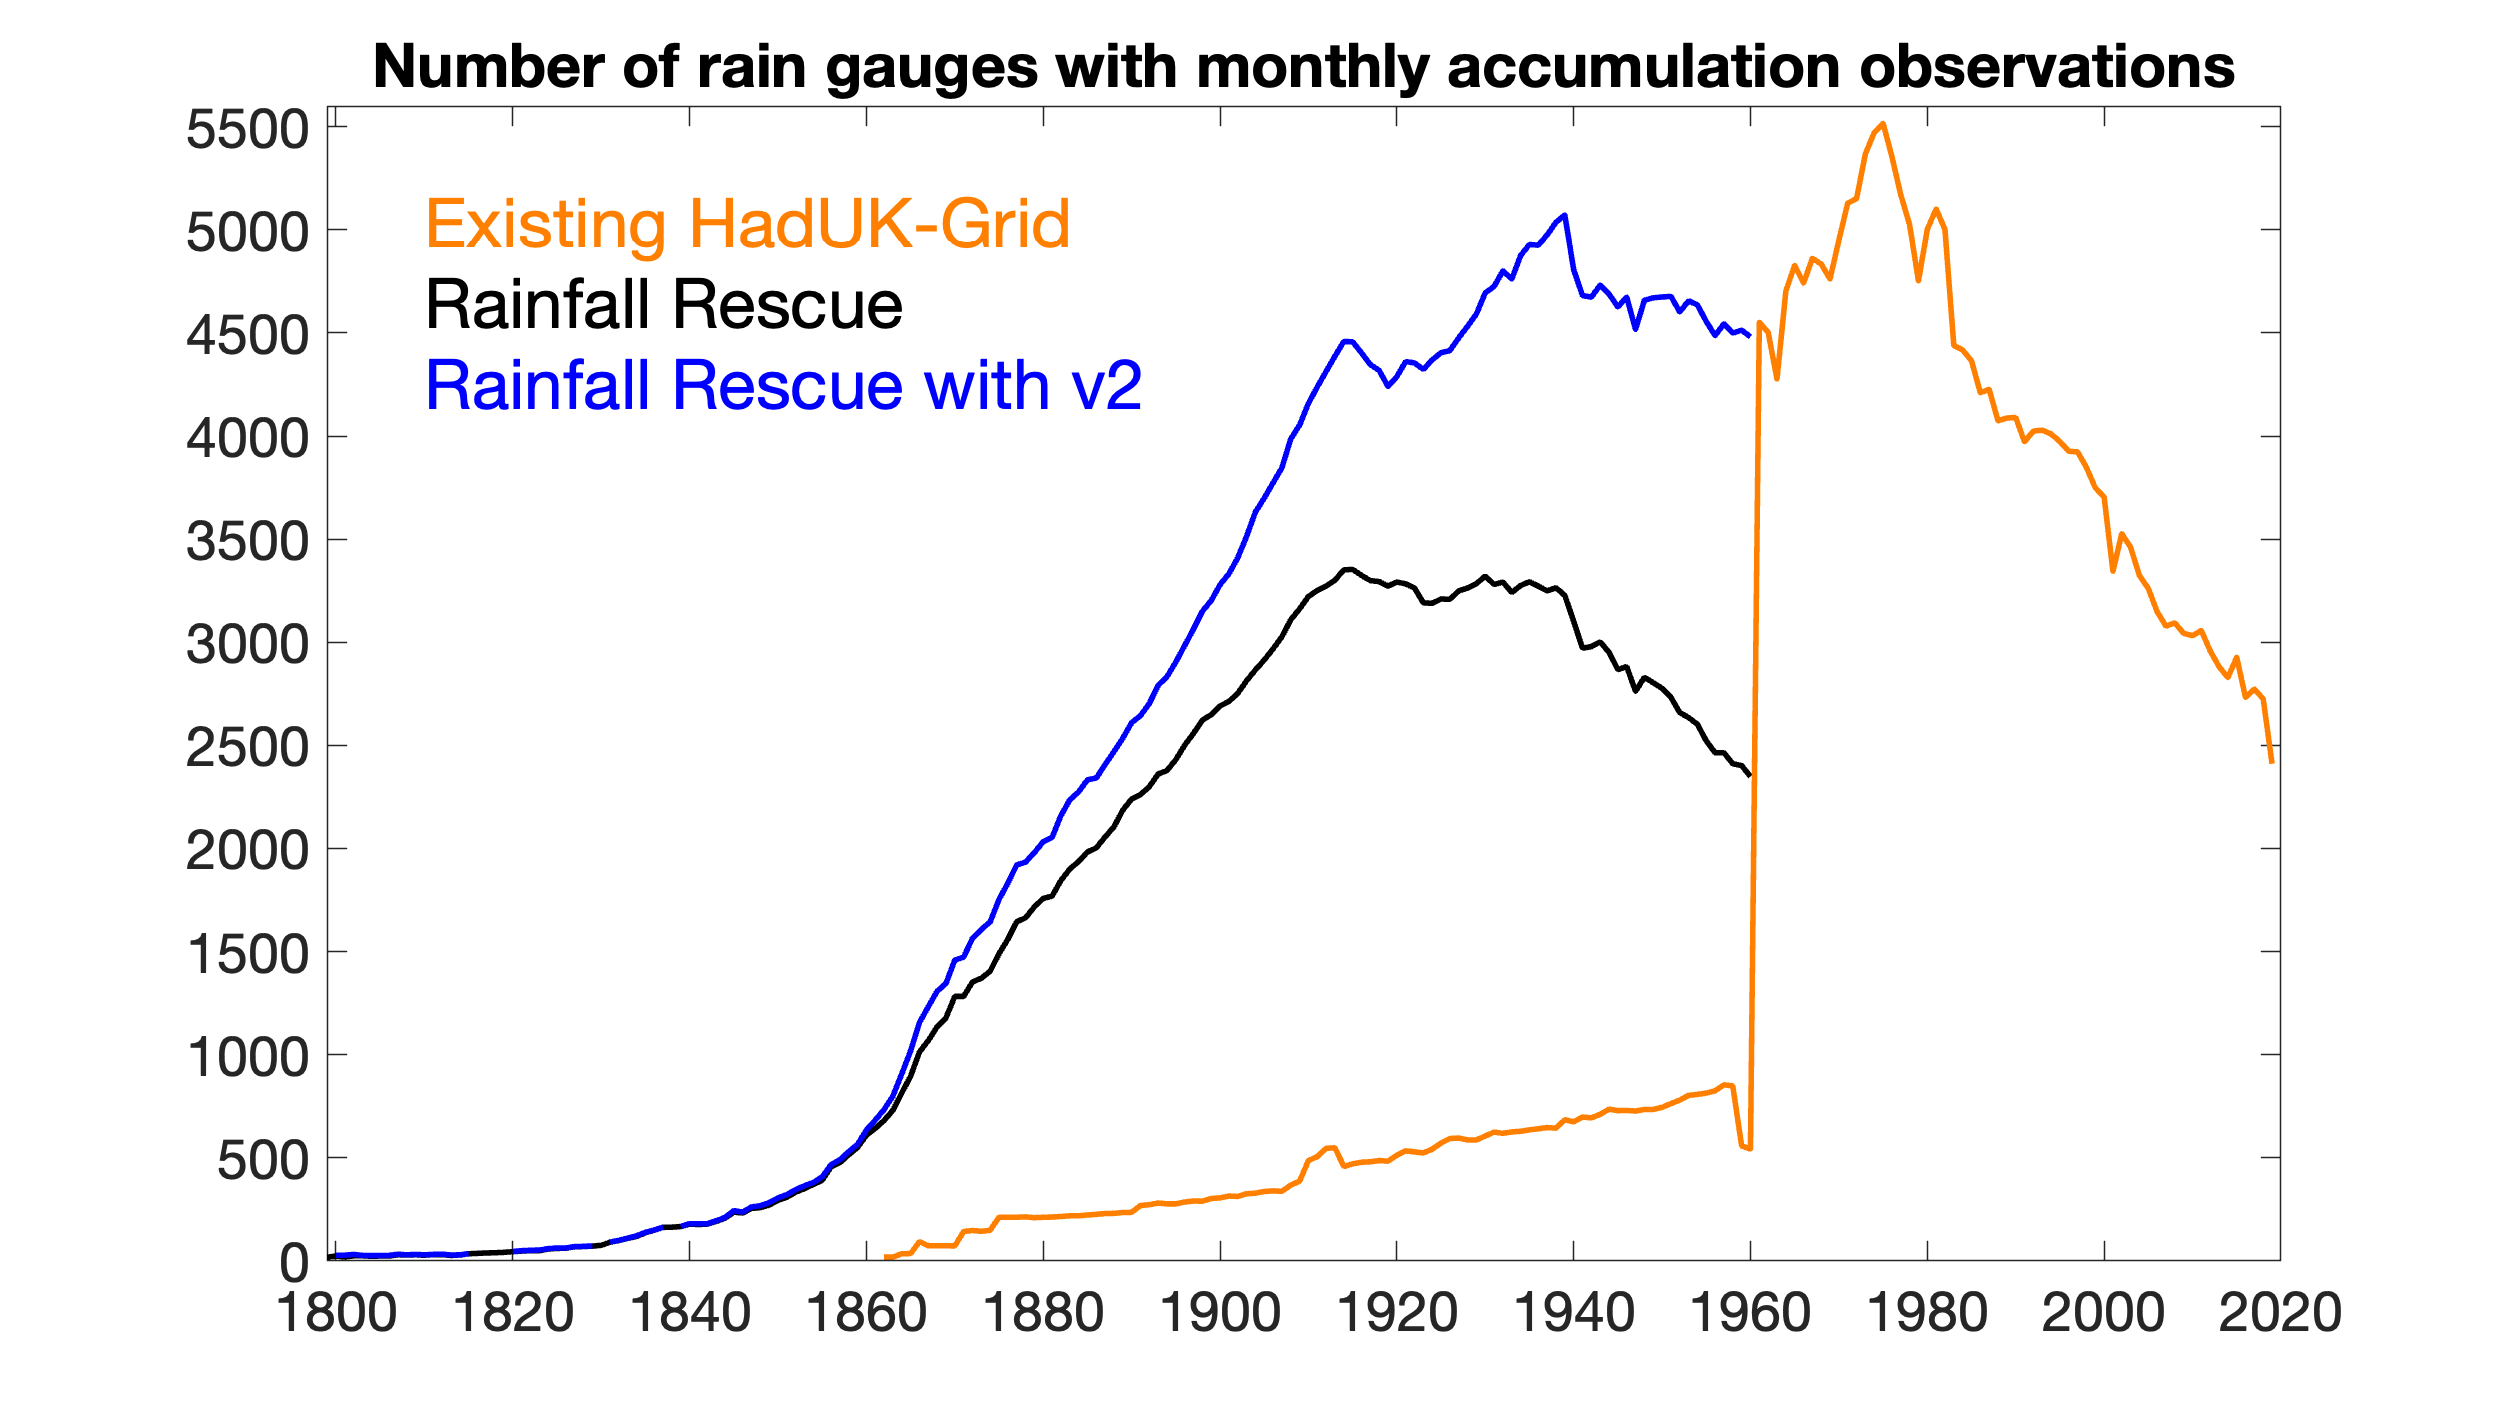 Number of rain gauges with monthly accumulation observations
5500
Existing HadUK-Grid
5000
Rainfall Rescue
4500
Rainfall Rescue with v2
4000
3500
3000
2500
2000
1500
1000
500
0
1800 1820 1840 1860 1880 1900 1920 1940 1960 1980 2000 2020